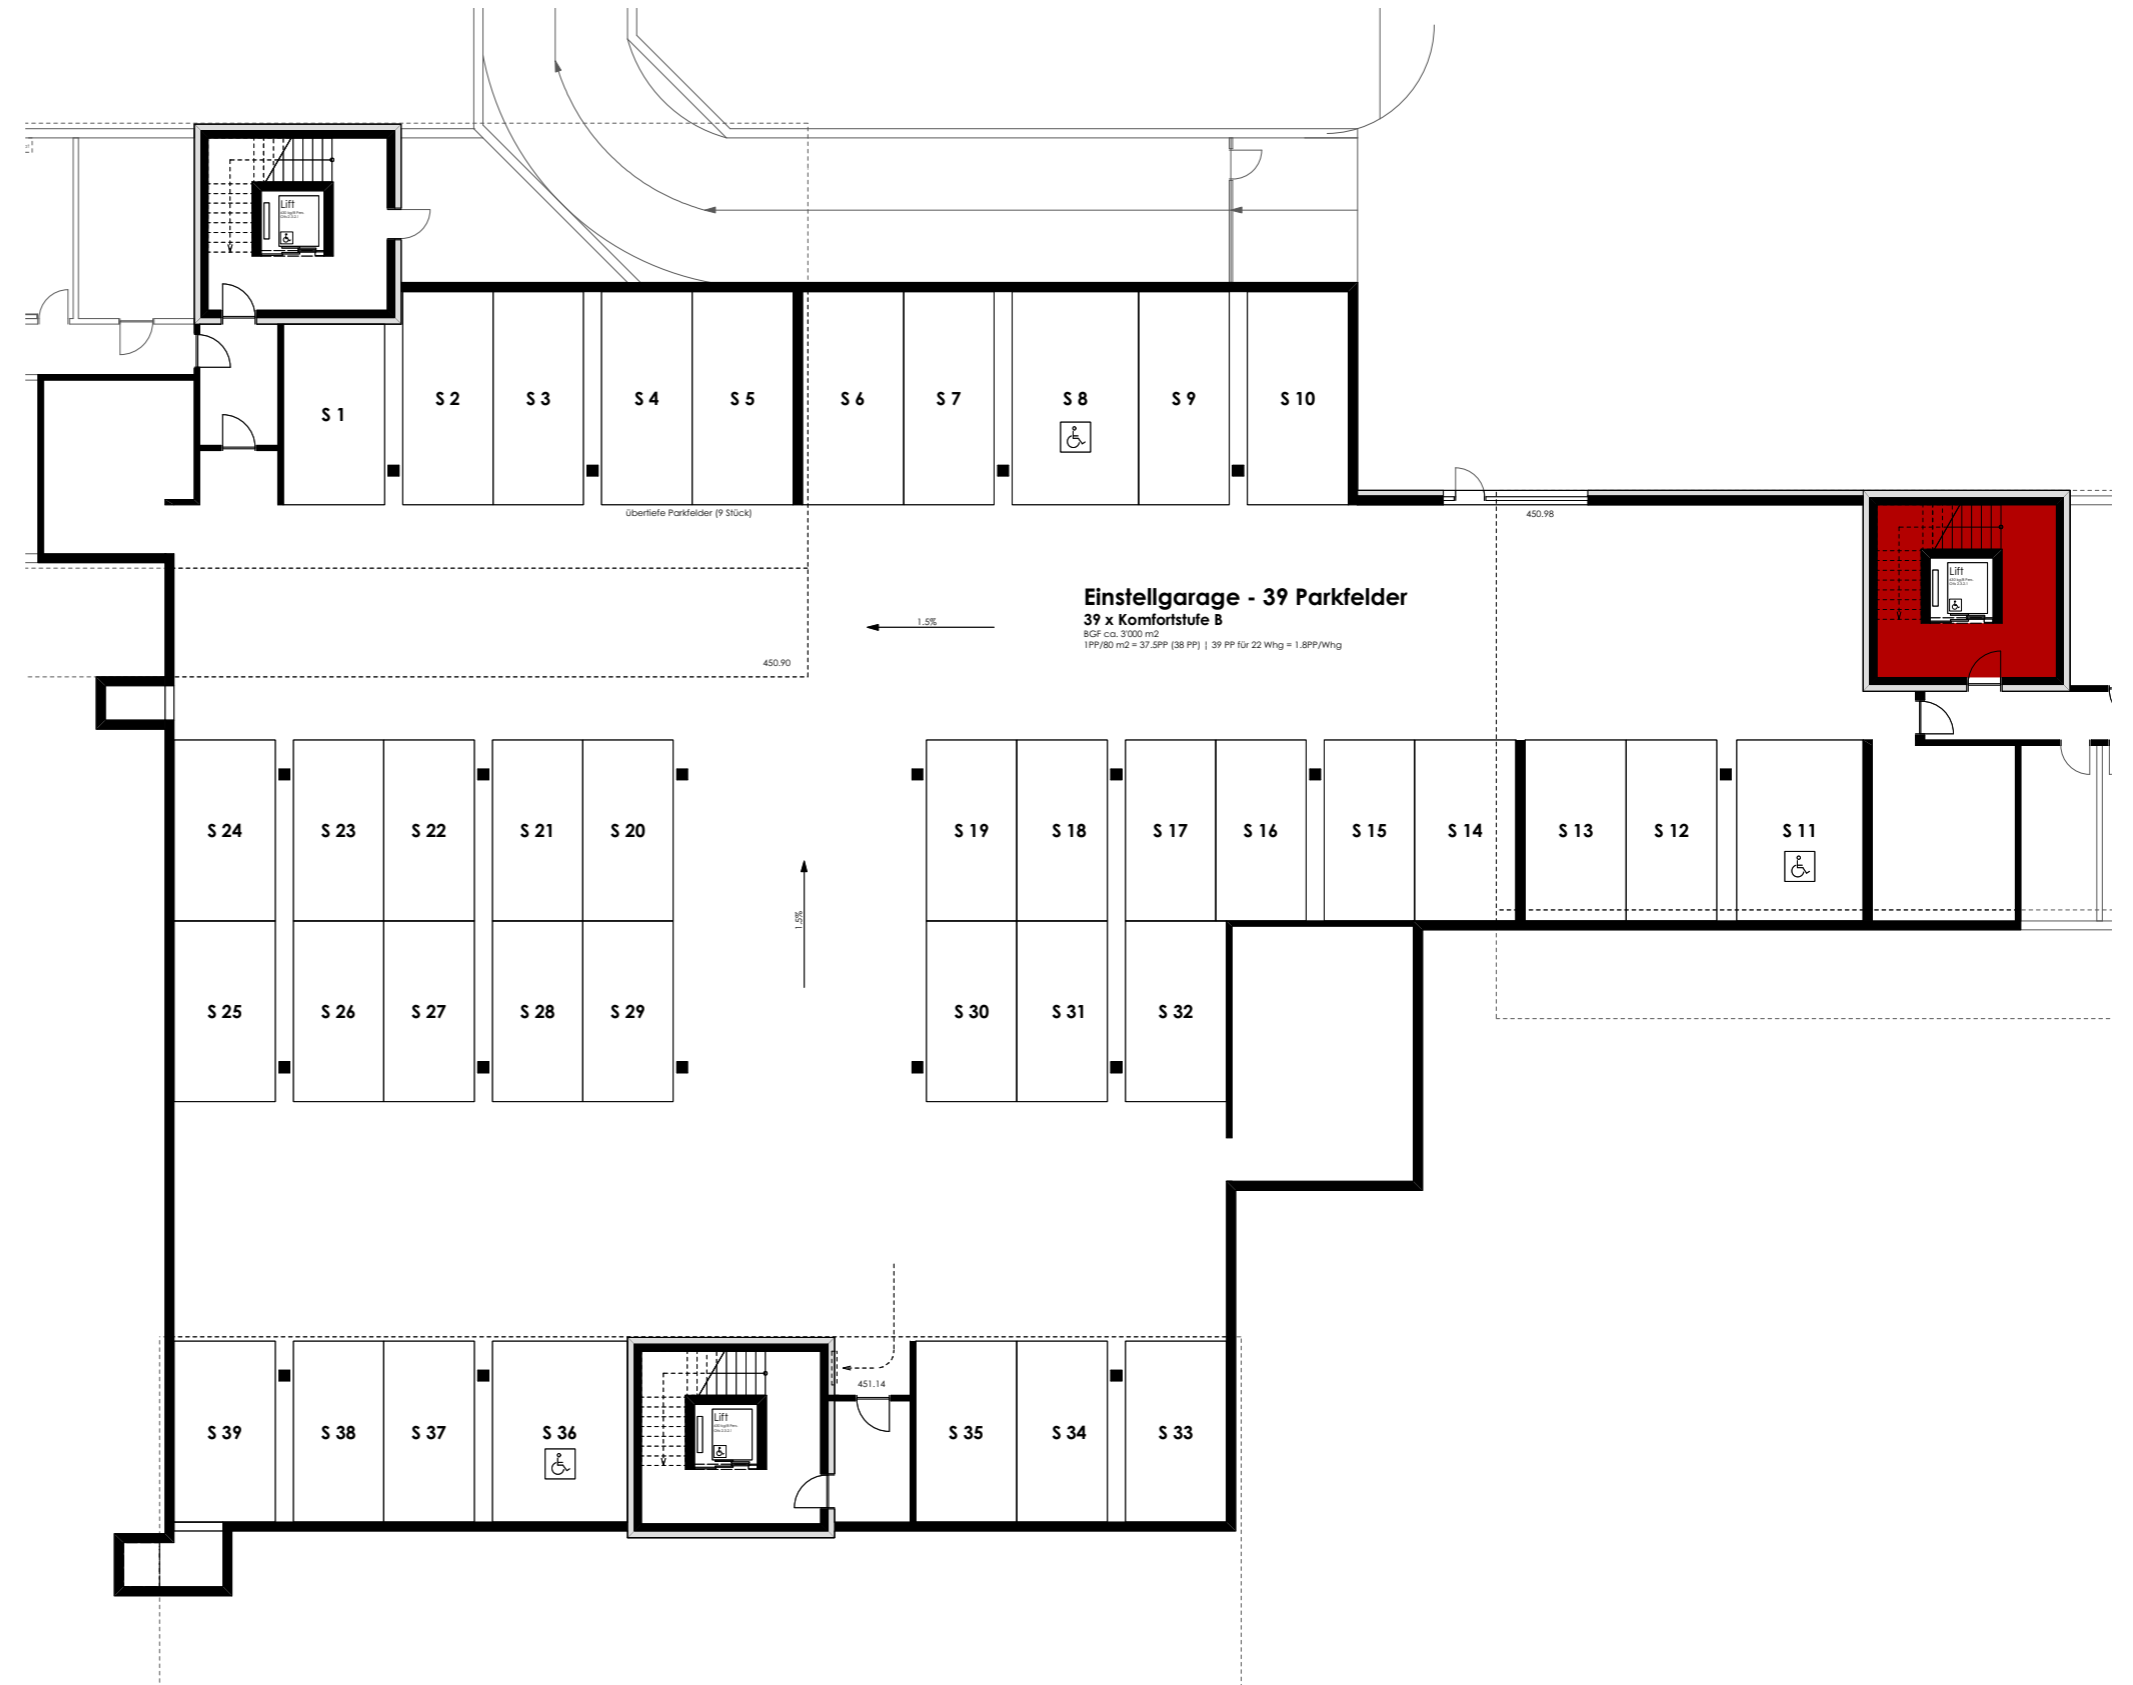 Lift
S 1
S 2
S 3
S 4
S 5
S 6
S 7
S 8
S 9
S 10
übertiefe Parkfelder (9 Stück)
450.98
Lift
Einstellgarage - 39 Parkfelder
39 x Komfortstufe B
BGF ca. 3'000 m2
1PP/80 m2 = 37.5PP (38 PP) | 39 PP für 22 Whg = 1.8PP/Whg
1.5%
450.90
S 24
S 23
S 22
S 21
S 20
S 19
S 18
S 17
S 16
S 15
S 14
S 13
S 12
S 11
1.5%
S 25
S 26
S 27
S 28
S 29
S 30
S 31
S 32
451.14
Lift
S 39
S 38
S 37
S 36
S 35
S 34
S 33